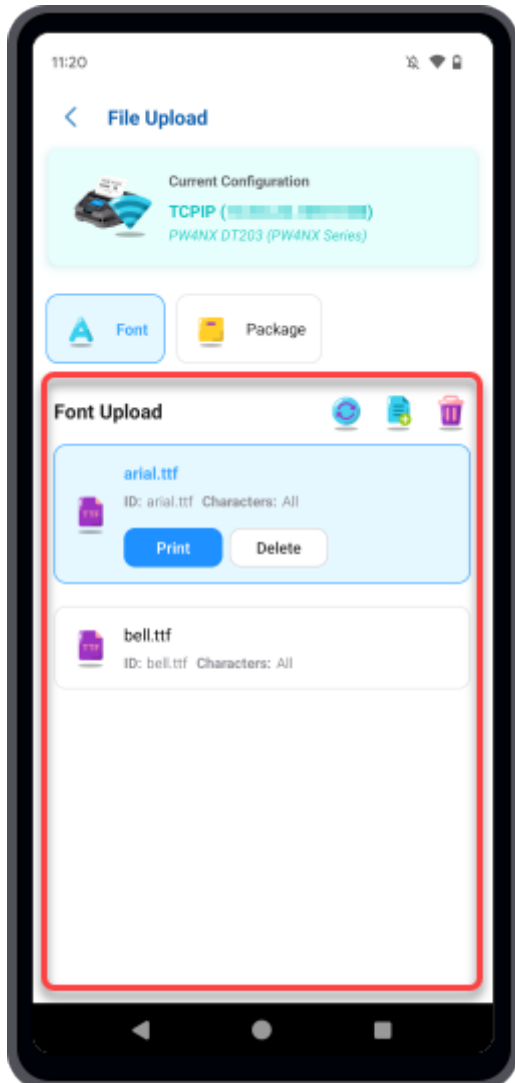 11:20
File Upload
Current Configuration
TCPIP ( )
PW4NX DT203 (PW4NX Series)
Font
Package
Font Upload
arial.ttf
ID: arial.ttf Characters: All
Print
Delete
bell.ttf
ID: bell.ttf Characters: All